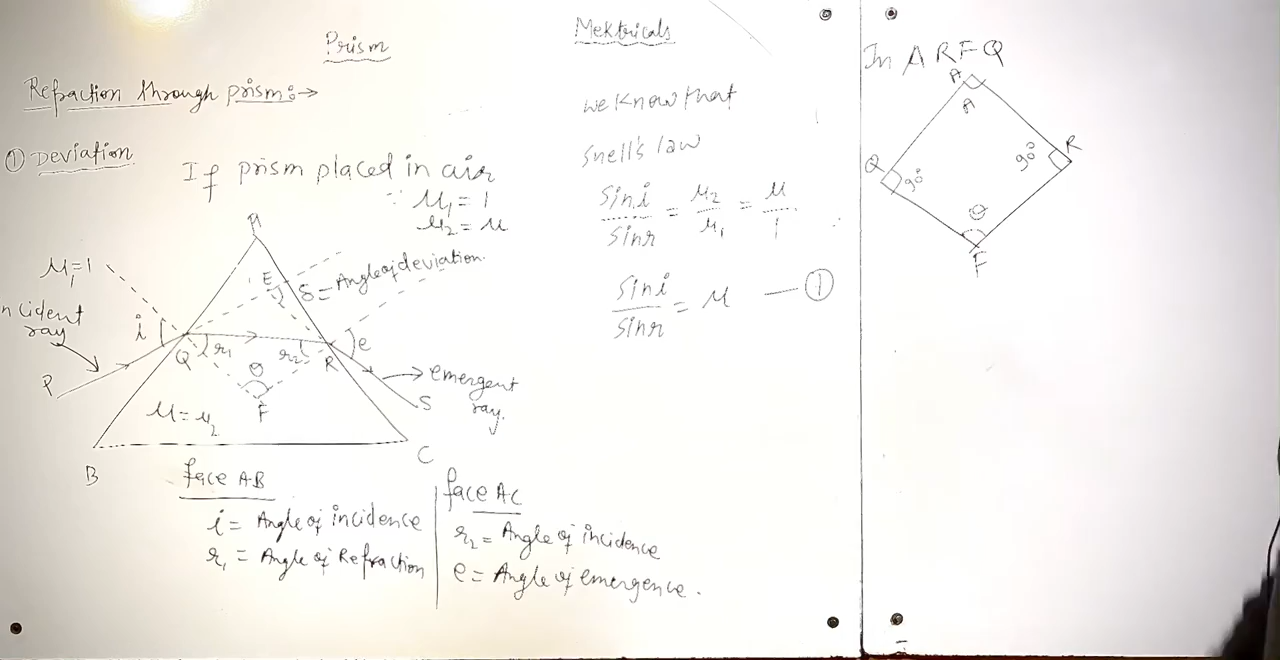 Prism
Refraction through prism:→
① Deviation
If prism placed in air
∵ μ₁ = 1
μ₂ = μ
A
μ₁=1
E
δ = Angle of deviation.
ncident
ray
i
Q
r₁
r₂
R
e
P
θ
F
→ emergent
ray.
S
μ = μ₂
B
C
face AB
i = Angle of incidence
r₁ = Angle of Refraction
face AC
r₂ = Angle of incidence
e = Angle of emergence.
Mektricals
we know that
Snell's law
sin i / sin r = μ₂ / μ₁ = μ / 1
sin i / sin r = μ — ①
In ARFQ
A
A
R
90°
Q
90°
θ
F